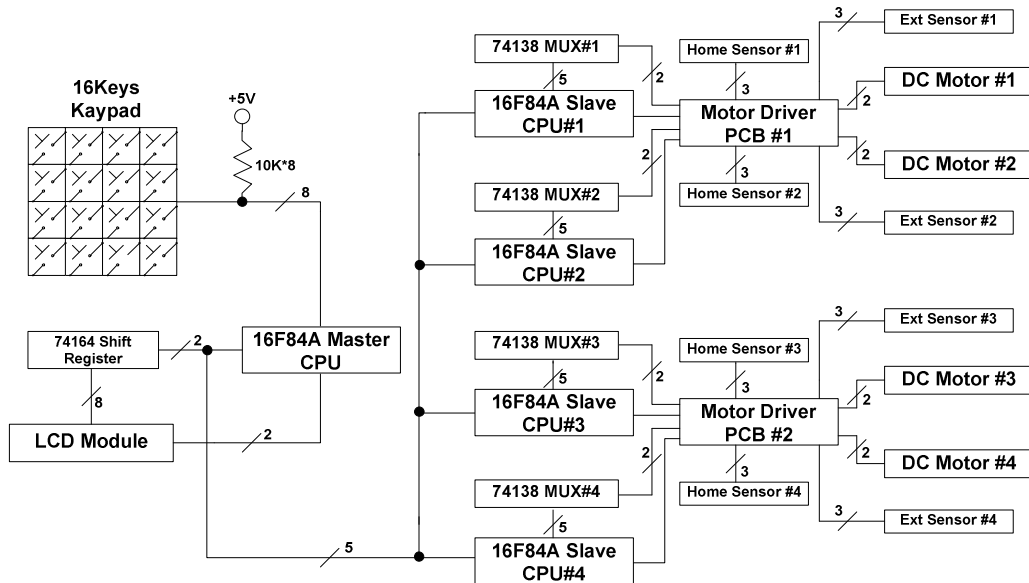 16Keys
Kaypad
+5V
10K*8
8
74164 Shift
Register
2
16F84A Master
CPU
8
LCD Module
2
5
74138 MUX#1
2
5
16F84A Slave
CPU#1
2
74138 MUX#2
5
16F84A Slave
CPU#2
Home Sensor #1
3
Motor Driver
PCB #1
3
Home Sensor #2
3
Ext Sensor #1
2
DC Motor #1
2
DC Motor #2
3
Ext Sensor #2
74138 MUX#3
2
5
16F84A Slave
CPU#3
2
74138 MUX#4
5
16F84A Slave
CPU#4
Home Sensor #3
3
Motor Driver
PCB #2
3
Home Sensor #4
3
Ext Sensor #3
2
DC Motor #3
2
DC Motor #4
3
Ext Sensor #4